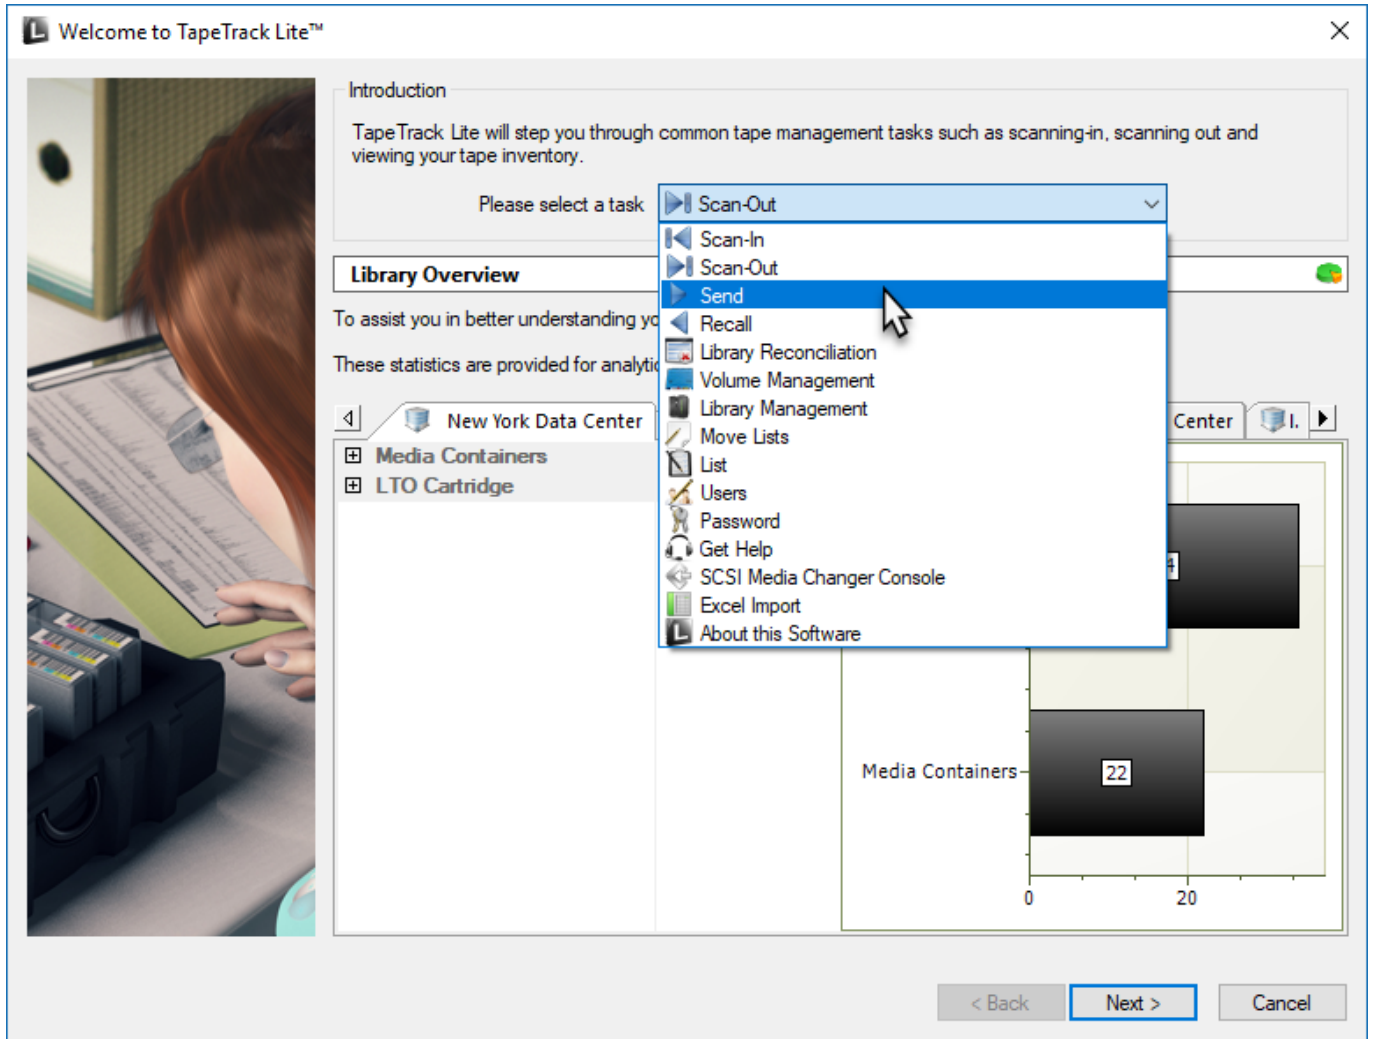 Welcome to TapeTrack Lite™
Introduction
TapeTrack Lite will step you through common tape management tasks such as scanning-in, scanning out and
viewing your tape inventory.
Please select a task
Scan-Out
Scan-In
Scan-Out
Send
Recall
Library Reconciliation
Volume Management
Library Management
Move Lists
List
Users
Password
Get Help
SCSI Media Changer Console
Excel Import
About this Software
Library Overview
To assist you in better understanding
These statistics are provided for
New York Data Center
Center
Media Containers
LTO Cartridge
4
Media Containers
22
0
20
< Back
Next >
Cancel